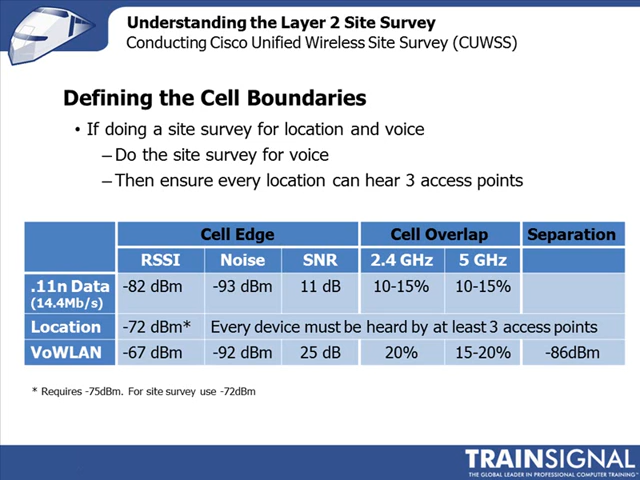 Understanding the Layer 2 Site Survey
Conducting Cisco Unified Wireless Site Survey (CUWSS)
Defining the Cell Boundaries
• If doing a site survey for location and voice
– Do the site survey for voice
– Then ensure every location can hear 3 access points
Cell Edge Cell Overlap Separation
RSSI Noise SNR 2.4 GHz 5 GHz
.11n Data -82 dBm -93 dBm 11 dB 10-15% 10-15%
(14.4Mb/s)
Location -72 dBm* Every device must be heard by at least 3 access points
VoWLAN -67 dBm -92 dBm 25 dB 20% 15-20% -86dBm
* Requires -75dBm. For site survey use -72dBm
TRAINSIGNAL
THE GLOBAL LEADER IN PROFESSIONAL COMPUTER TRAINING